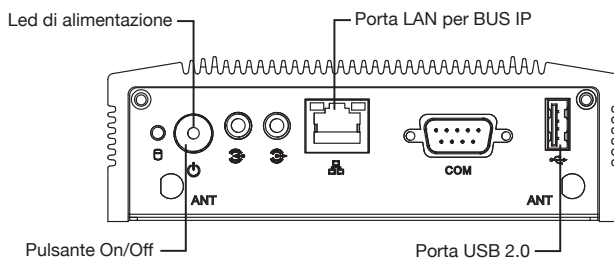 Led di alimentazione
Porta LAN per BUS IP
COM
ANT
ANT
Pulsante On/Off
Porta USB 2.0